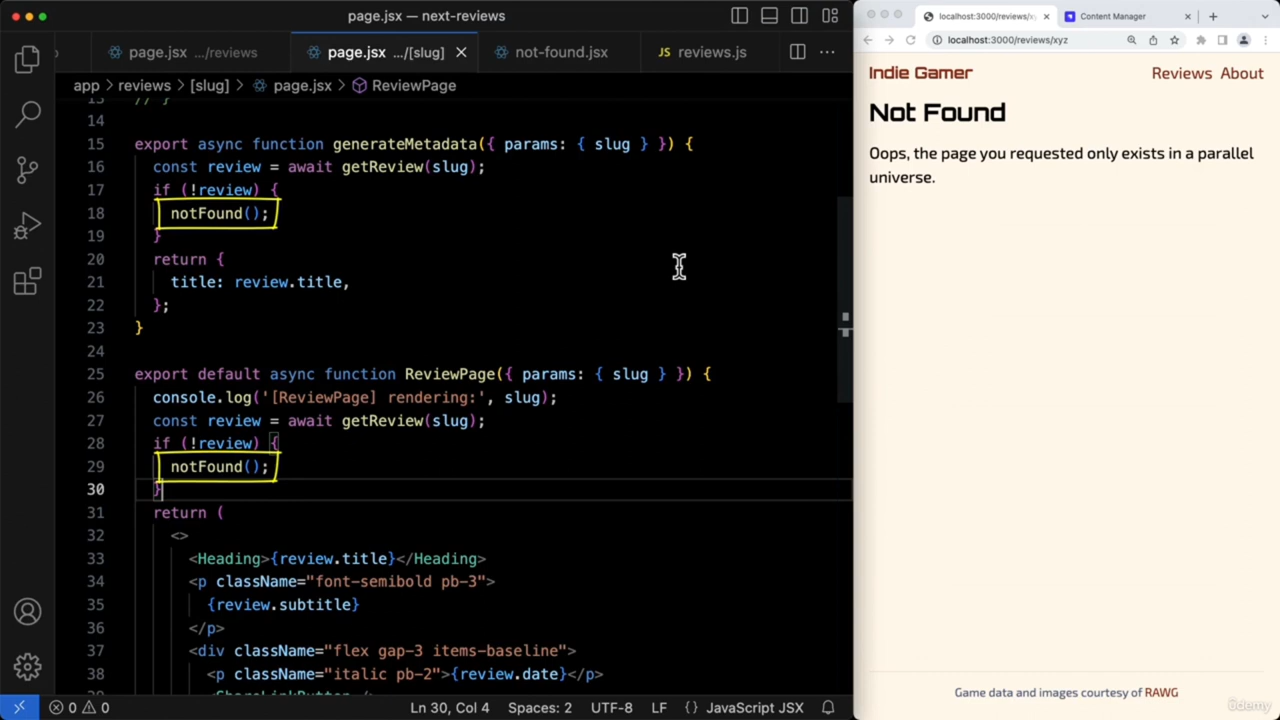 page.jsx — next-reviews
page.jsx .../reviews
page.jsx .../[slug]
not-found.jsx
JS reviews.js
app > reviews > [slug] > page.jsx > ReviewPage
13 // }
14
15 export async function generateMetadata({ params: { slug } }) {
16 const review = await getReview(slug);
17 if (!review) {
18 notFound();
19 }
20 return {
21 title: review.title,
22 };
23 }
24
25 export default async function ReviewPage({ params: { slug } }) {
26 console.log('[ReviewPage] rendering:', slug);
27 const review = await getReview(slug);
28 if (!review) {
29 notFound();
30 }
31 return (
32 <>
33 <Heading>{review.title}</Heading>
34 <p className="font-semibold pb-3">
35 {review.subtitle}
36 </p>
37 <div className="flex gap-3 items-baseline">
38 <p className="italic pb-2">{review.date}</p>
39 <ShareLinkButton />
0 0
Ln 30, Col 4
Spaces: 2
UTF-8
LF
{} JavaScript JSX
localhost:3000/reviews/xy
Content Manager
localhost:3000/reviews/xyz
Indie Gamer
Reviews About
Not Found
Oops, the page you requested only exists in a parallel
universe.
Game data and images courtesy of RAWG
ûdemy